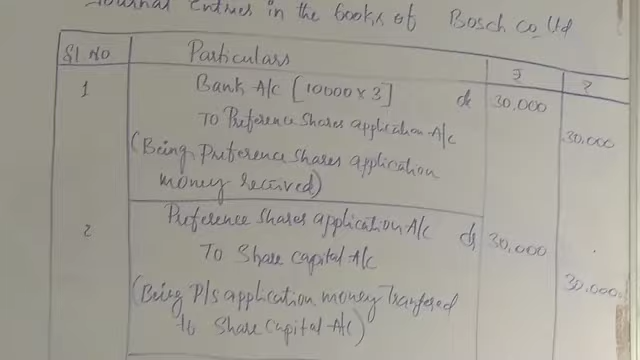 Journal Entries in the books of Bosch Co Ltd
Sl No Particulars ₹ ₹
1 Bank A/c [10000 x 3] dr 30,000
To Preference shares application A/c 30,000
(Being Preference shares application
money received)
2 Preference shares application A/c dr 30,000
To Share capital A/c
30,000
(Being P/s application money Tranfered
to Share Capital A/c)